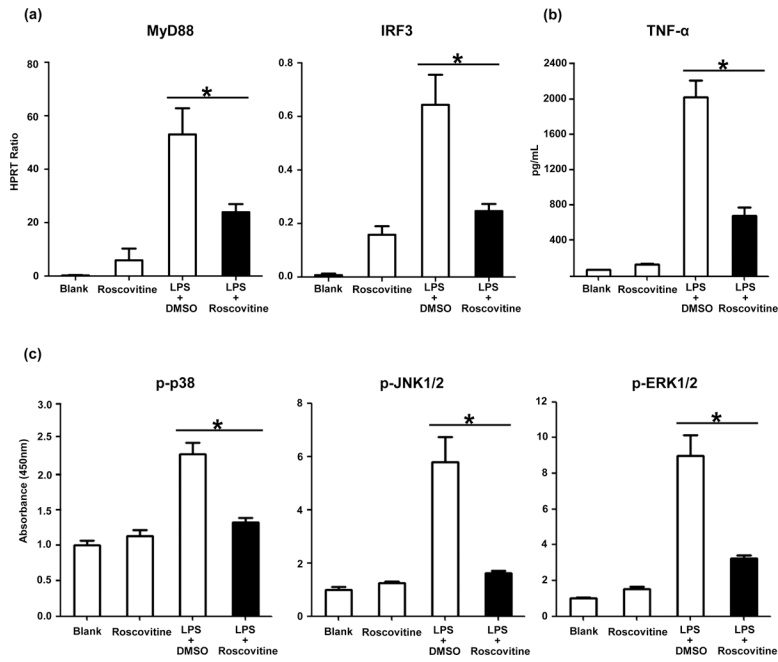 (a)
MyD88
HPRT Ratio
80
60
40
20
0
*
Blank
Roscovitine
LPS
+
DMSO
LPS
+
Roscovitine
IRF3
0.8
0.6
0.4
0.2
0.0
*
Blank
Roscovitine
LPS
+
DMSO
LPS
+
Roscovitine
(b)
TNF-α
pg/mL
2400
2000
1600
1200
800
400
*
Blank
Roscovitine
LPS
+
DMSO
LPS
+
Roscovitine
(c)
p-p38
Absorbance (450nm)
3.0
2.5
2.0
1.5
1.0
0.5
0.0
*
Blank
Roscovitine
LPS
+
DMSO
LPS
+
Roscovitine
p-JNK1/2
8
6
4
2
0
*
Blank
Roscovitine
LPS
+
DMSO
LPS
+
Roscovitine
p-ERK1/2
12
10
8
6
4
2
0
*
Blank
Roscovitine
LPS
+
DMSO
LPS
+
Roscovitine